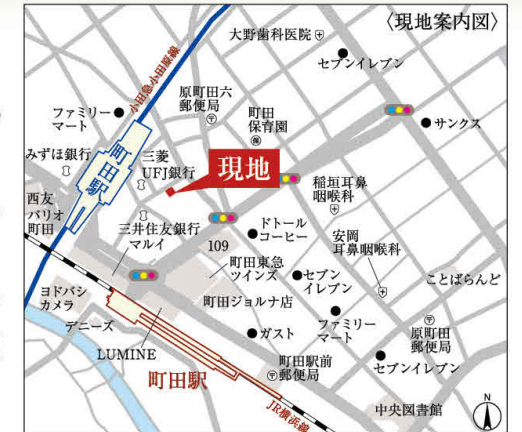 〈現地案内図〉
大野歯科医院
セブンイレブン
小田急小田原線
原町田六
郵便局
ファミリー
マート
町田
保育園
サンクス
みずほ銀行
町田駅
三菱
UFJ銀行
現地
稲垣耳鼻
咽喉科
西友
パリオ
町田
三井住友銀行
マルイ
109
ドトール
コーヒー
安岡
耳鼻咽喉科
町田東急
ツインズ
セブン
イレブン
ことばらんど
ヨドバシ
カメラ
町田ジョルナ店
デニーズ
ファミリー
マート
原町田
郵便局
LUMINE
ガスト
町田駅
町田駅前
郵便局
セブンイレブン
JR横浜線
中央図書館
N